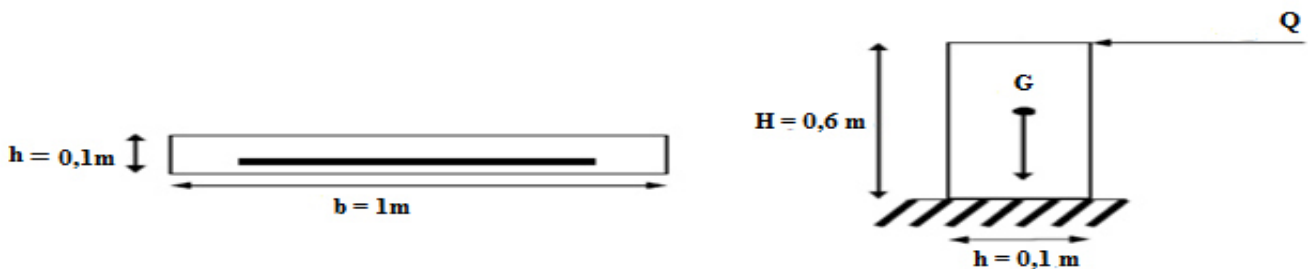 h = 0,1m
b = 1m
Q
G
H = 0,6 m
h = 0,1 m